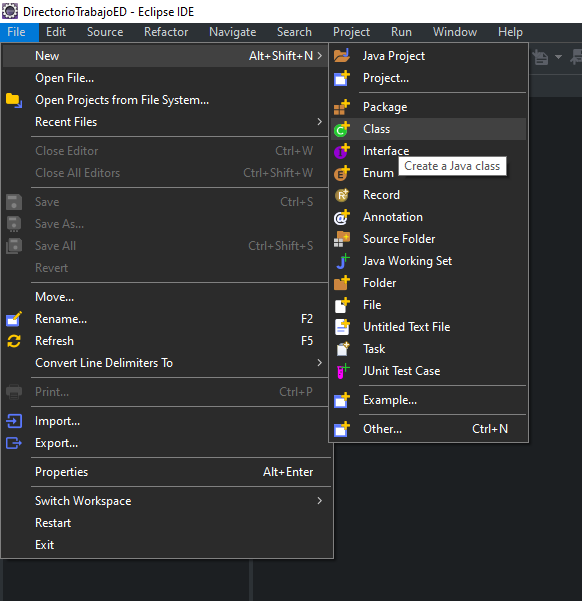 DirectorioTrabajoED - Eclipse IDE
File Edit Source Refactor Navigate Search Project Run Window Help
New Alt+Shift+N
Open File...
Open Projects from File System...
Recent Files
Close Editor Ctrl+W
Close All Editors Ctrl+Shift+W
Save Ctrl+S
Save As...
Save All Ctrl+Shift+S
Revert
Move...
Rename... F2
Refresh F5
Convert Line Delimiters To
Print... Ctrl+P
Import...
Export...
Properties Alt+Enter
Switch Workspace
Restart
Exit
Java Project
Project...
Package
Class
Interface
Create a Java class
Enum
Record
Annotation
Source Folder
Java Working Set
Folder
File
Untitled Text File
Task
JUnit Test Case
Example...
Other... Ctrl+N